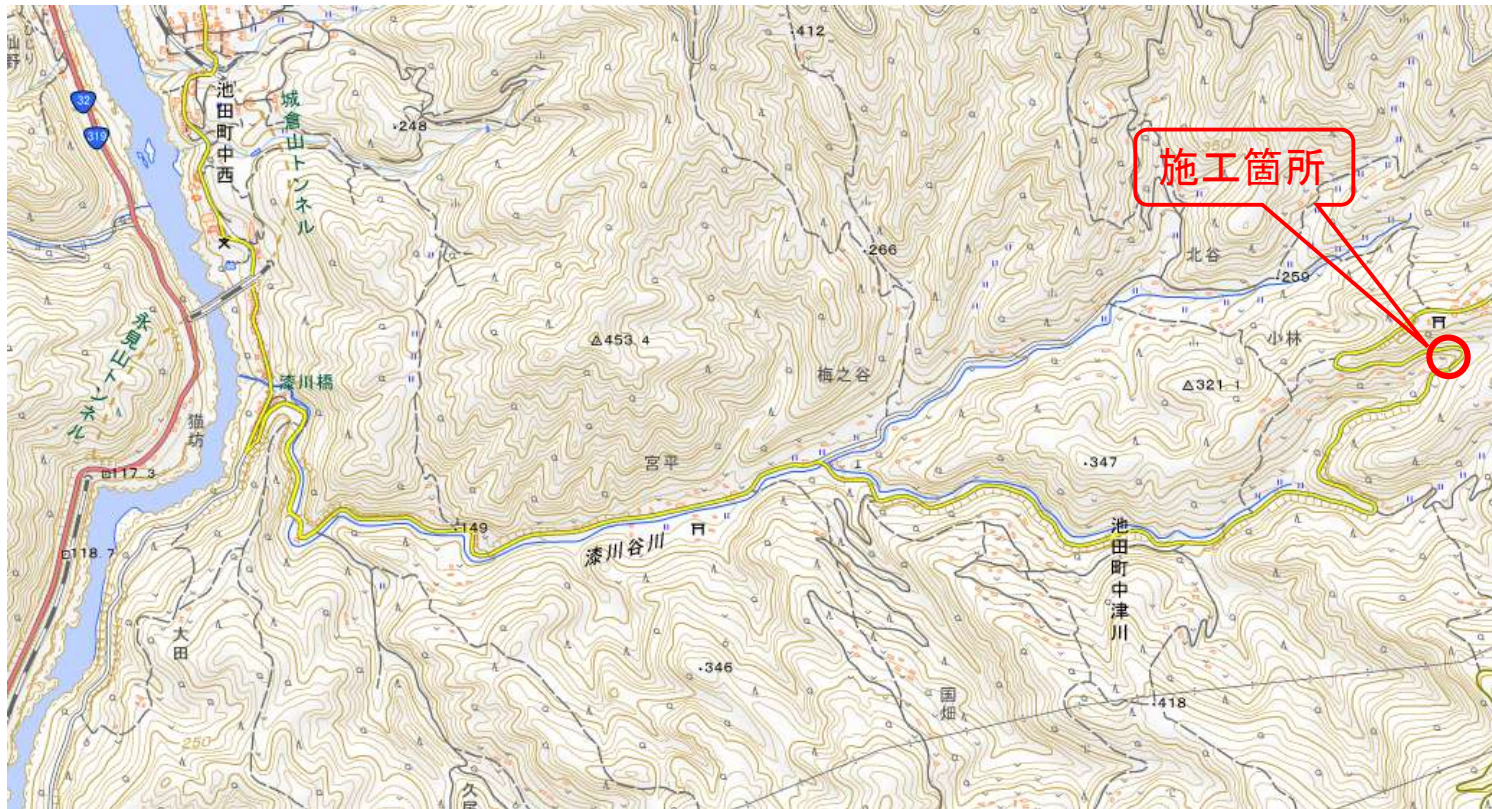 32
319
池田町中西
城倉山トンネル
412
248
施工箇所
350
266
北谷
259
小林
453.4
321.1
永見山トンネル
漆川橋
梅之谷
猫坊
117.3
宮平
347
149
漆川谷川
118.7
池田町中津川
大田
346
国畑
418
250